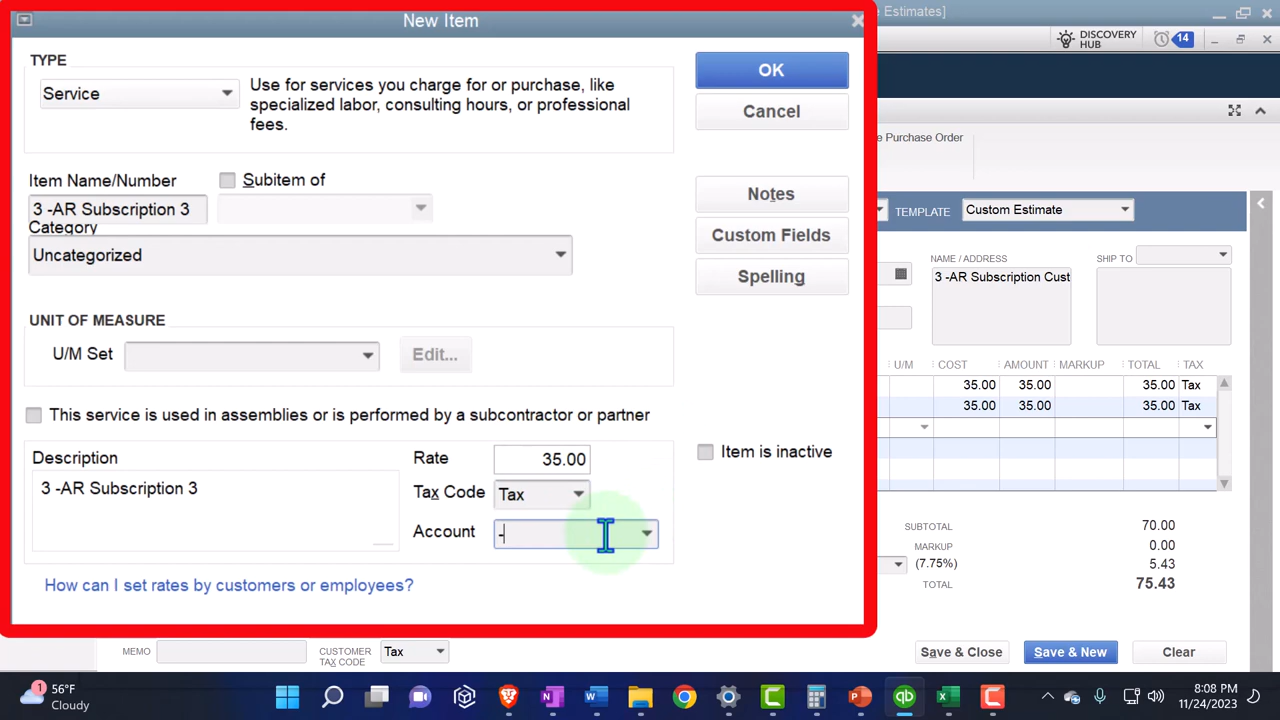 New Item
e Estimates]
DISCOVERY
HUB
14
TYPE
Service
Use for services you charge for or purchase, like
specialized labor, consulting hours, or professional
fees.
OK
Cancel
e Purchase Order
Item Name/Number
Subitem of
3 -AR Subscription 3
Category
Uncategorized
Notes
Custom Fields
Spelling
TEMPLATE
Custom Estimate
NAME / ADDRESS
SHIP TO
3 -AR Subscription Cust
UNIT OF MEASURE
U/M Set
Edit...
U/M
COST
AMOUNT
MARKUP
TOTAL
TAX
35.00
35.00
35.00
Tax
35.00
35.00
35.00
Tax
This service is used in assemblies or is performed by a subcontractor or partner
Description
3 -AR Subscription 3
Rate
35.00
Tax Code
Tax
Account
-
Item is inactive
How can I set rates by customers or employees?
SUBTOTAL
70.00
MARKUP
0.00
(7.75%)
5.43
TOTAL
75.43
MEMO
CUSTOMER
TAX CODE
Tax
Save & Close
Save & New
Clear
1
56°F
Cloudy
qb
8:08 PM
11/24/2023